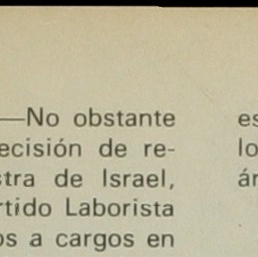 —No obstante
ecisión de re-
stra de Israel,
rtido Laborista
os a cargos en
es
lo
ár